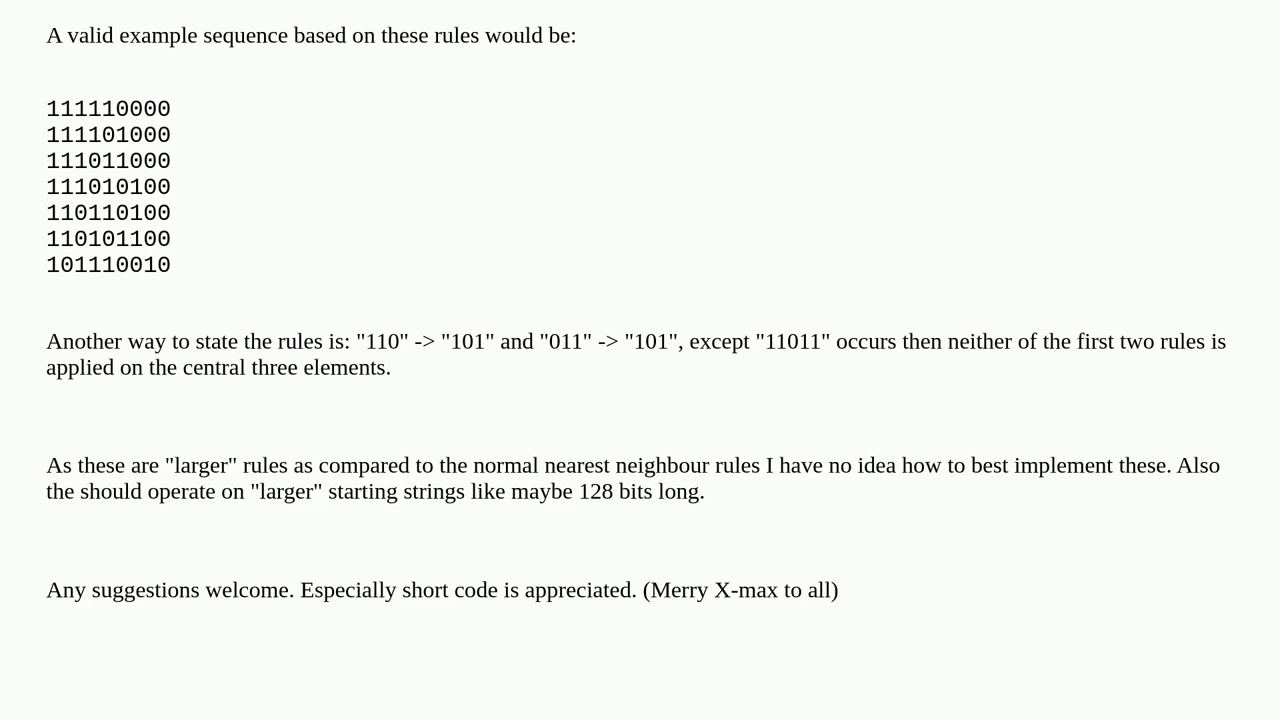 A valid example sequence based on these rules would be:
111110000
111101000
111011000
111010100
110110100
110101100
101110010
Another way to state the rules is: "110" -> "101" and "011" -> "101", except "11011" occurs then neither of the first two rules is
applied on the central three elements.
As these are "larger" rules as compared to the normal nearest neighbour rules I have no idea how to best implement these. Also
the should operate on "larger" starting strings like maybe 128 bits long.
Any suggestions welcome. Especially short code is appreciated. (Merry X-max to all)